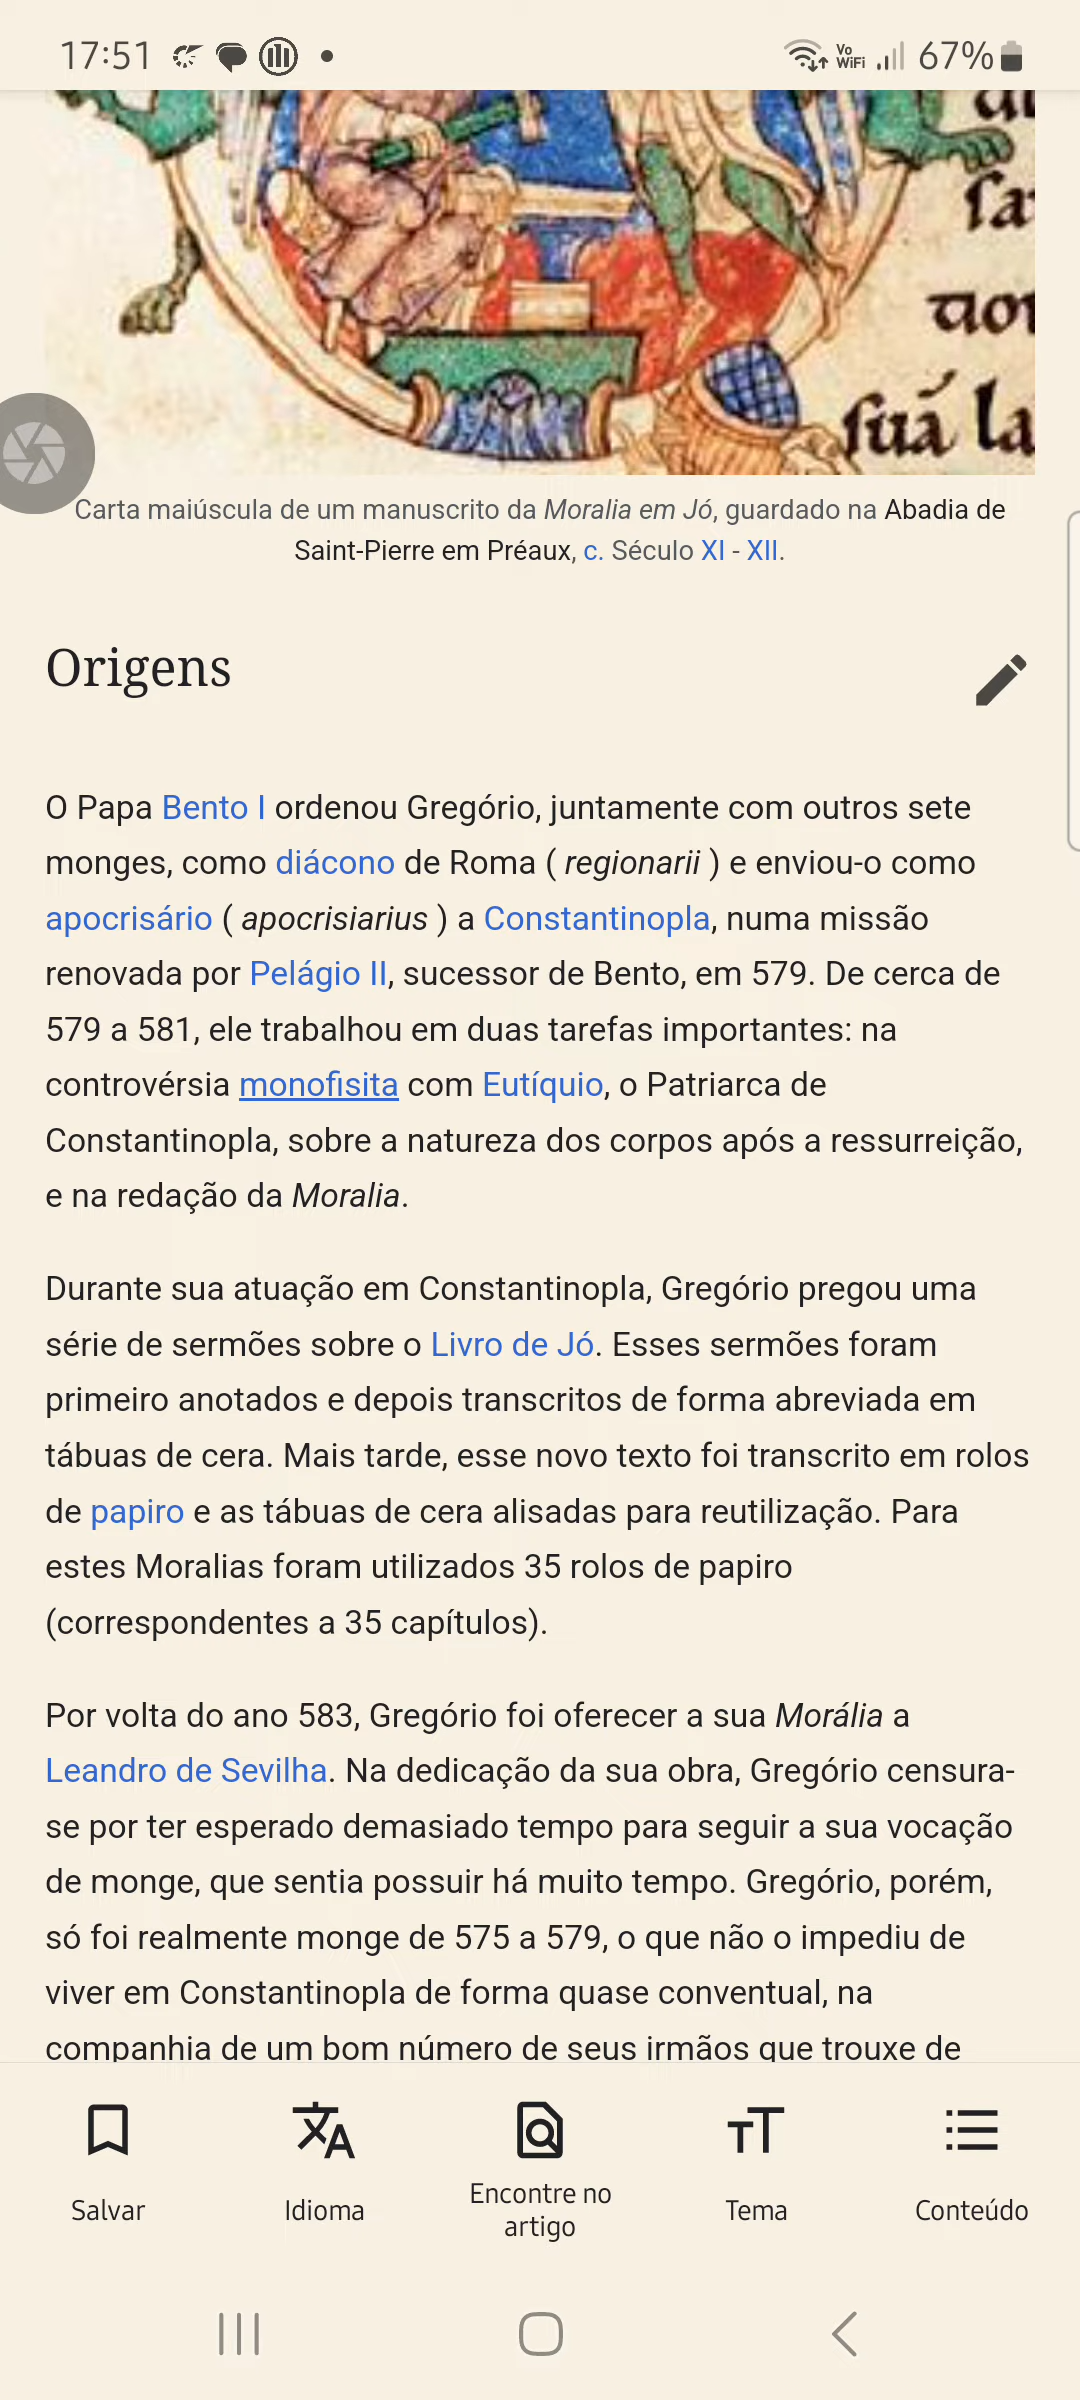 17:51
Vo
WiFi
67%
fa
aor
suá la
Carta maiúscula de um manuscrito da Moralia em Jó, guardado na Abadia de
Saint-Pierre em Préaux, c. Século XI - XII.
Origens
O Papa Bento I ordenou Gregório, juntamente com outros sete
monges, como diácono de Roma ( regionarii ) e enviou-o como
apocrisário ( apocrisiarius ) a Constantinopla, numa missão
renovada por Pelágio II, sucessor de Bento, em 579. De cerca de
579 a 581, ele trabalhou em duas tarefas importantes: na
controvérsia monofisita com Eutíquio, o Patriarca de
Constantinopla, sobre a natureza dos corpos após a ressurreição,
e na redação da Moralia.
Durante sua atuação em Constantinopla, Gregório pregou uma
série de sermões sobre o Livro de Jó. Esses sermões foram
primeiro anotados e depois transcritos de forma abreviada em
tábuas de cera. Mais tarde, esse novo texto foi transcrito em rolos
de papiro e as tábuas de cera alisadas para reutilização. Para
estes Moralias foram utilizados 35 rolos de papiro
(correspondentes a 35 capítulos).
Por volta do ano 583, Gregório foi oferecer a sua Morália a
Leandro de Sevilha. Na dedicação da sua obra, Gregório censura-
se por ter esperado demasiado tempo para seguir a sua vocação
de monge, que sentia possuir há muito tempo. Gregório, porém,
só foi realmente monge de 575 a 579, o que não o impediu de
viver em Constantinopla de forma quase conventual, na
companhia de um bom número de seus irmãos que trouxe de
Salvar
Idioma
Encontre no
artigo
Tema
Conteúdo